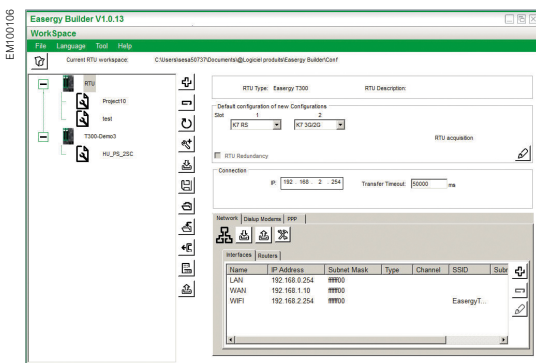 EM100106
Easergy Builder V1.0.13
WorkSpace
File Language Tool Help
Current RTU workspace: C:\Users\sesa50737\Documents\@Logiciel produits\Easergy Builder\Conf
RTU
Project10
test
T300-Demo3
HU_PS_2SC
RTU Type: Easergy T300 RTU Description:
Default configuration of new Configurations
Slot 1 2
K7 RS K7 3G/2G
RTU acquisition
RTU Redundancy
Connection
IP: 192 . 168 . 2 . 254 Transfer Timeout: 50000 ms
Network Dialup Modems PPP
Interfaces Routers
Name IP Address Subnet Mask Type Channel SSID Subr
LAN 192.168.0.254 ffffff00
WAN 192.168.1.10 ffffff00
WIFI 192.168.2.254 ffffff00 EasergyT...